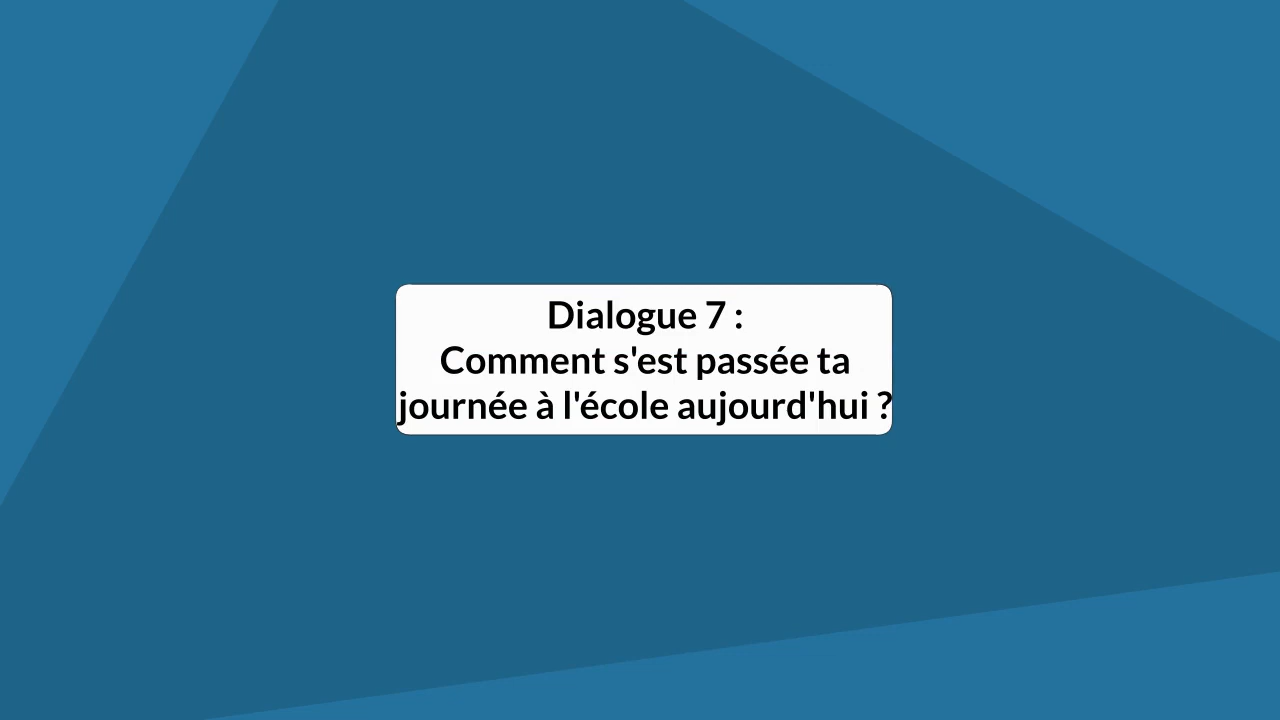 Dialogue 7 :
Comment s'est passée ta
journée à l'école aujourd'hui ?